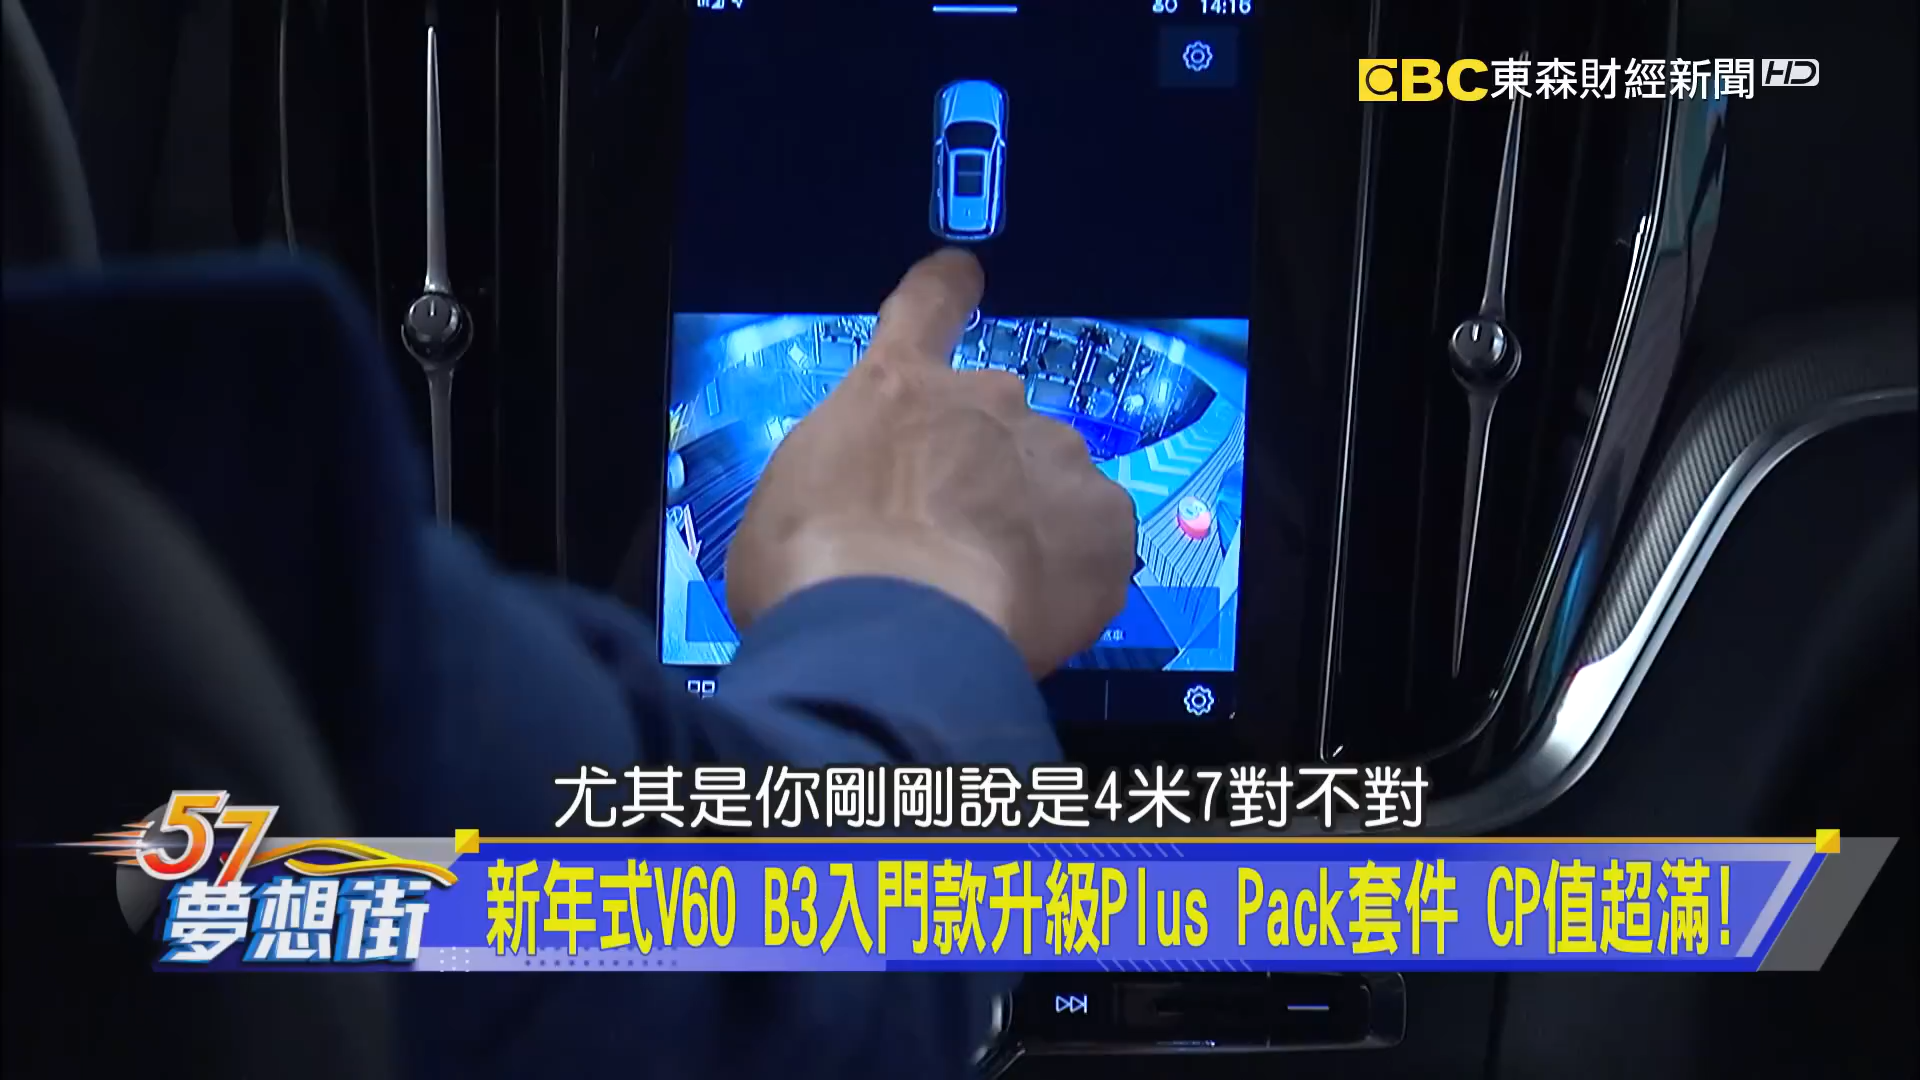 14:16
EBC東森財經新聞HD
尤其是你剛剛說是4米7對不對
57夢想街
新年式V60 B3入門款升級Plus Pack套件 CP值超滿!